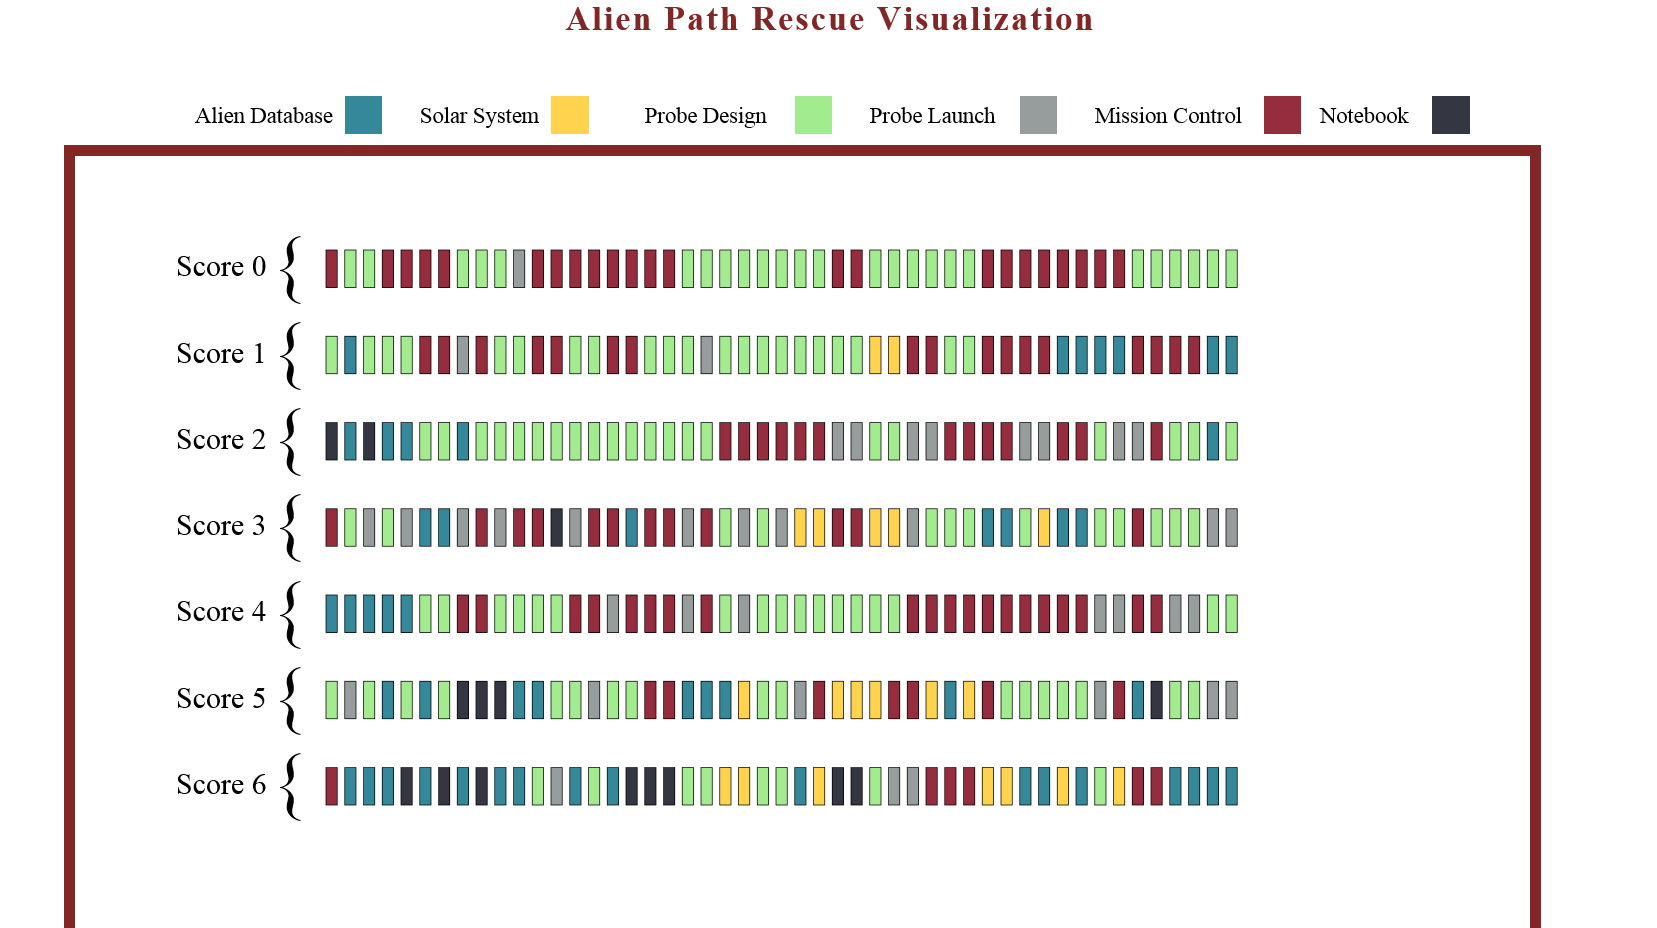 Alien Path Rescue Visualization
Alien Database Solar System Probe Design Probe Launch Mission Control Notebook
Score 0
Score 1
Score 2
Score 3
Score 4
Score 5
Score 6